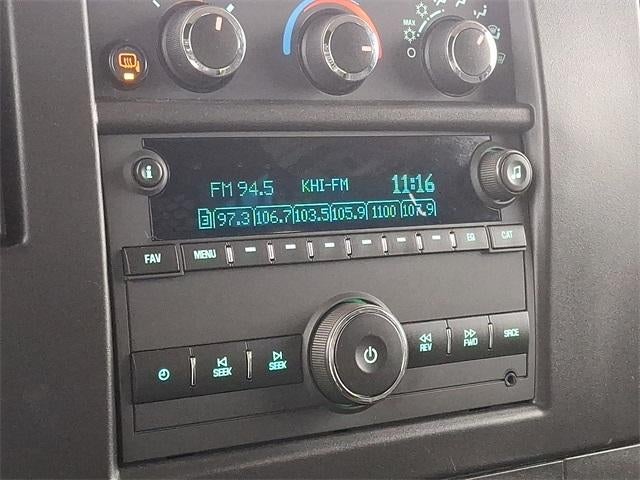 MAX
FM 94.5 KHI-FM 11:16
3 97.3 106.7 103.5 105.9 1100 107.9
FAV MENU EQ CAT
SEEK SEEK REV FWD SRCE